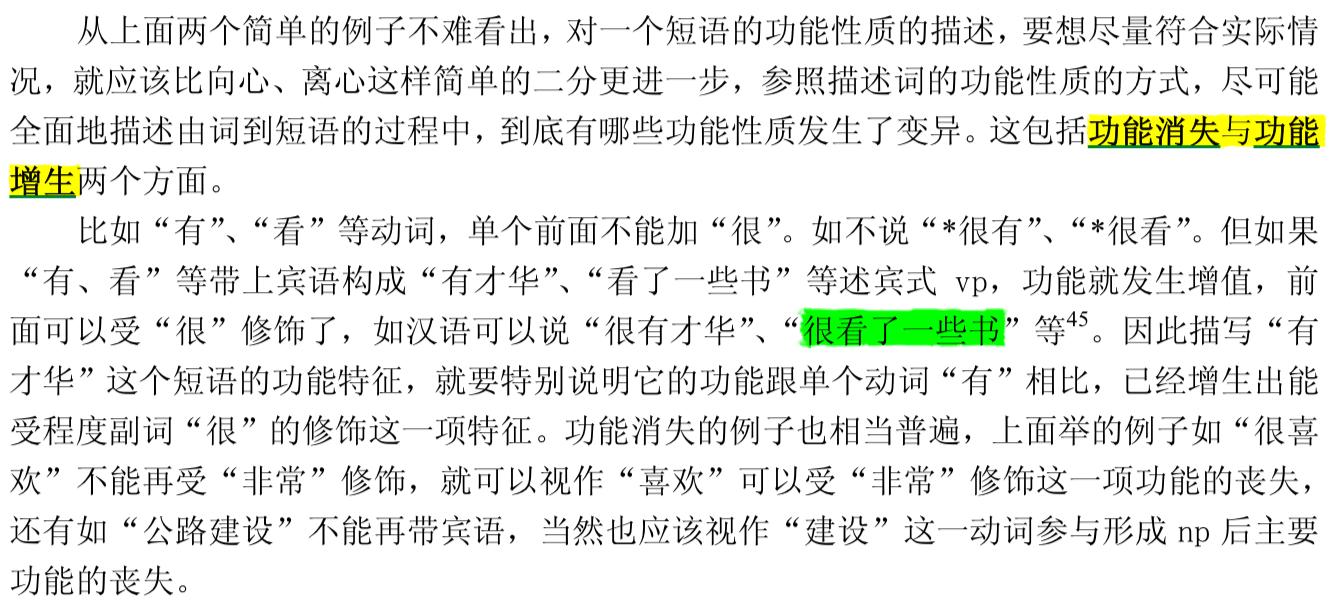 从上面两个简单的例子不难看出，对一个短语的功能性质的描述，要想尽量符合实际情
况，就应该比向心、离心这样简单的二分更进一步，参照描述词的功能性质的方式，尽可能
全面地描述由词到短语的过程中，到底有哪些功能性质发生了变异。这包括功能消失与功能
增生两个方面。
比如“有”、“看”等动词，单个前面不能加“很”。如不说“*很有”、“*很看”。但如果
“有、看”等带上宾语构成“有才华”、“看了一些书”等述宾式 vp，功能就发生增值，前
面可以受“很”修饰了，如汉语可以说“很有才华”、“很看了一些书”等45。因此描写“有
才华”这个短语的功能特征，就要特别说明它的功能跟单个动词“有”相比，已经增生出能
受程度副词“很”的修饰这一项特征。功能消失的例子也相当普遍，上面举的例子如“很喜
欢”不能再受“非常”修饰，就可以视作“喜欢”可以受“非常”修饰这一项功能的丧失，
还有如“公路建设”不能再带宾语，当然也应该视作“建设”这一动词参与形成 np 后主要
功能的丧失。